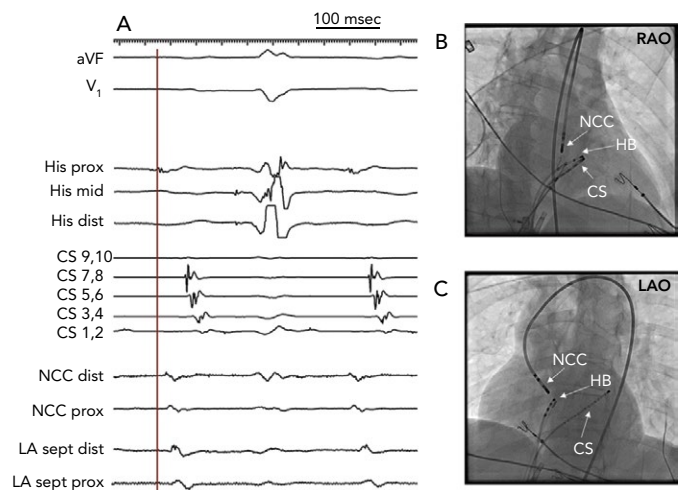 A
100 msec
aVF
V1
His prox
His mid
His dist
CS 9,10
CS 7,8
CS 5,6
CS 3,4
CS 1,2
NCC dist
NCC prox
LA sept dist
LA sept prox
B
RAO
NCC
HB
CS
C
LAO
NCC
HB
CS